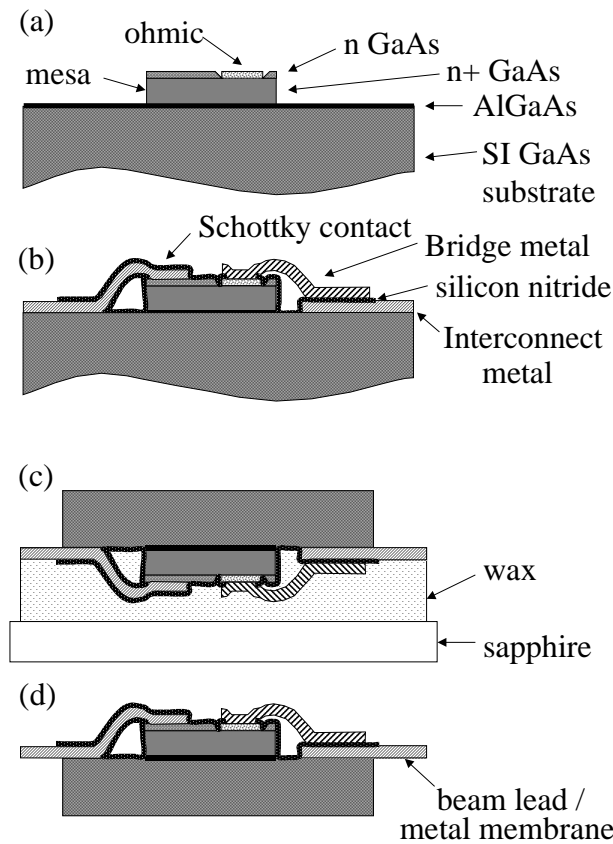 (a)
ohmic
n GaAs
mesa
n+ GaAs
AlGaAs
SI GaAs
substrate
Schottky contact
(b)
Bridge metal
silicon nitride
Interconnect
metal
(c)
wax
sapphire
(d)
beam lead /
metal membrane